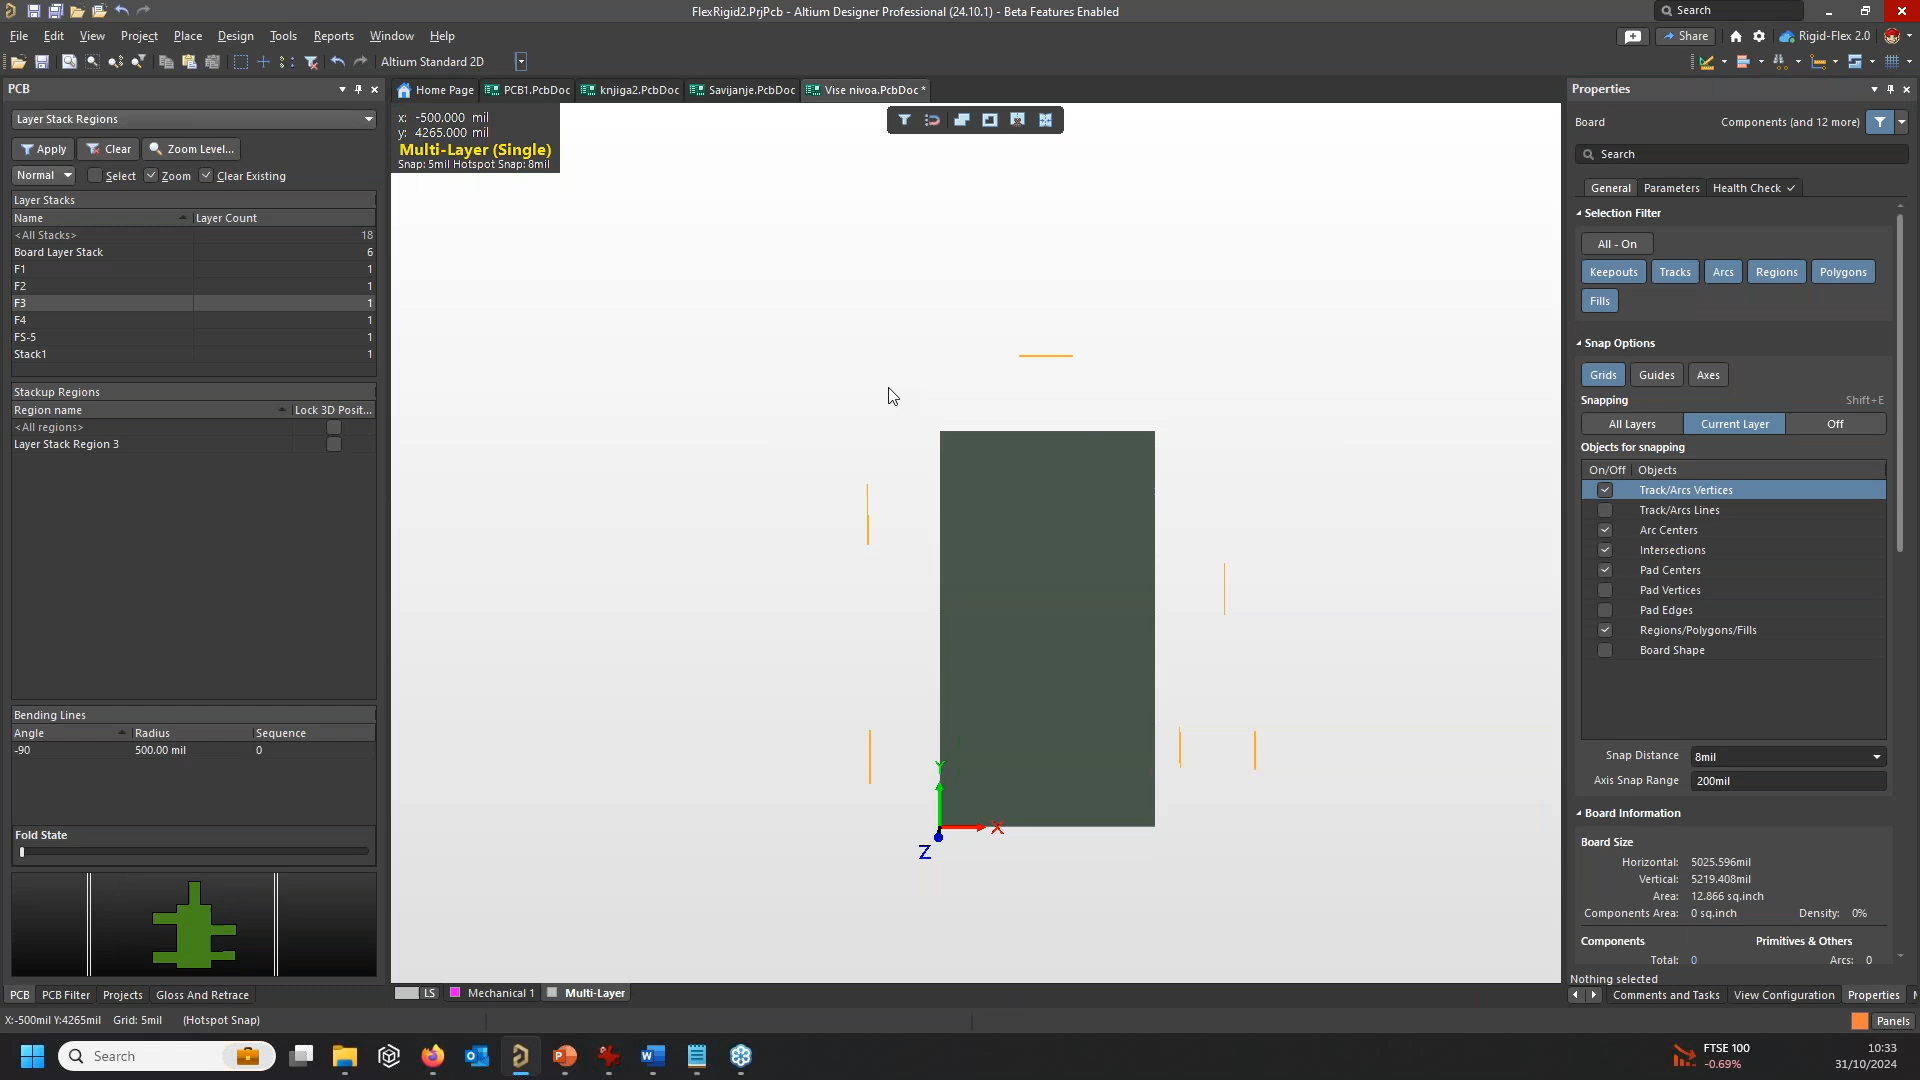 FlexRigid2.PrjPcb - Altium Designer Professional (24.10.1) - Beta Features Enabled
Search
File Edit View Project Place Design Tools Reports Window Help
Share
Rigid-Flex 2.0
Altium Standard 2D
PCB
Home Page PCB1.PcbDoc knjiga2.PcbDoc Savijanje.PcbDoc Vise nivoa.PcbDoc *
Properties
Layer Stack Regions
x: -500.000 mil
y: 4265.000 mil
Multi-Layer (Single)
Snap: 5mil Hotspot Snap: 8mil
Board Components (and 12 more)
Apply Clear Zoom Level...
Search
Normal Select Zoom Clear Existing
General Parameters Health Check
Layer Stacks
Name Layer Count
<All Stacks> 18
Board Layer Stack 6
F1 1
F2 1
F3 1
F4 1
FS-5 1
Stack1 1
Selection Filter
All - On
Keepouts Tracks Arcs Regions Polygons
Fills
Snap Options
Grids Guides Axes
Snapping Shift+E
All Layers Current Layer Off
Objects for snapping
On/Off Objects
Track/Arcs Vertices
Track/Arcs Lines
Arc Centers
Intersections
Pad Centers
Pad Vertices
Pad Edges
Regions/Polygons/Fills
Board Shape
Snap Distance 8mil
Axis Snap Range 200mil
Board Information
Board Size
Horizontal: 5025.596mil
Vertical: 5219.408mil
Area: 12.866 sq.inch
Components Area: 0 sq.inch Density: 0%
Components Primitives & Others
Total: 0 Arcs: 0
Nothing selected
Stackup Regions
Region name Lock 3D Posit...
<All regions>
Layer Stack Region 3
Bending Lines
Angle Radius Sequence
-90 500.00 mil 0
Fold State
Y
X
Z
LS Mechanical 1 Multi-Layer
PCB PCB Filter Projects Gloss And Retrace
Comments and Tasks View Configuration Properties
X:-500mil Y:4265mil Grid: 5mil (Hotspot Snap)
Panels
Search
FTSE 100
-0.69%
10:33
31/10/2024